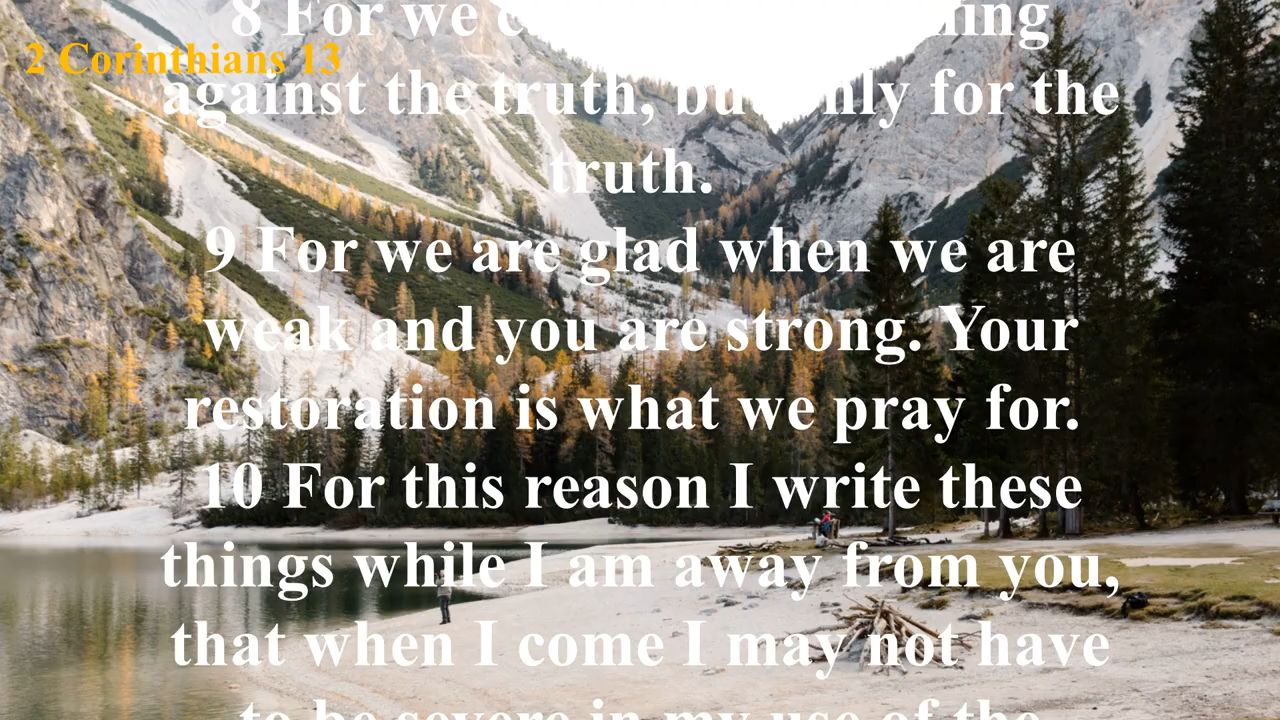 2 Corinthians 13
8 For we
against the truth, but only for the
truth.
9 For we are glad when we are
weak and you are strong. Your
restoration is what we pray for.
10 For this reason I write these
things while I am away from you,
that when I come I may not have
to be severe in my use of the